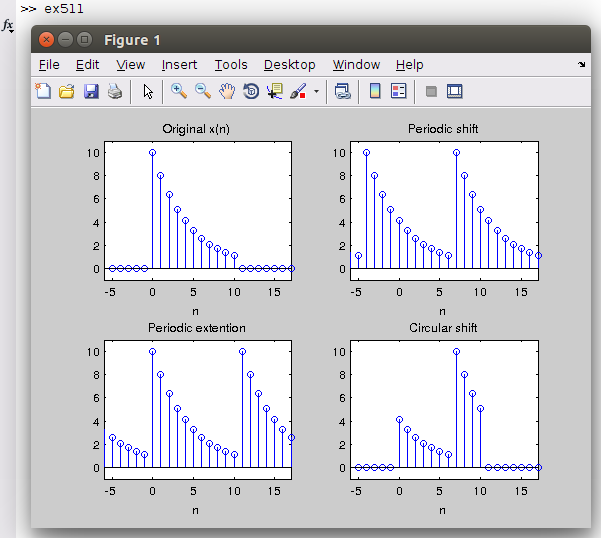 >> ex511
fx
Figure 1
File Edit View Insert Tools Desktop Window Help
Original x(n)
10
8
6
4
2
0
-5 0 5 10 15
n
Periodic shift
10
8
6
4
2
0
-5 0 5 10 15
n
Periodic extention
10
8
6
4
2
0
-5 0 5 10 15
n
Circular shift
10
8
6
4
2
0
-5 0 5 10 15
n